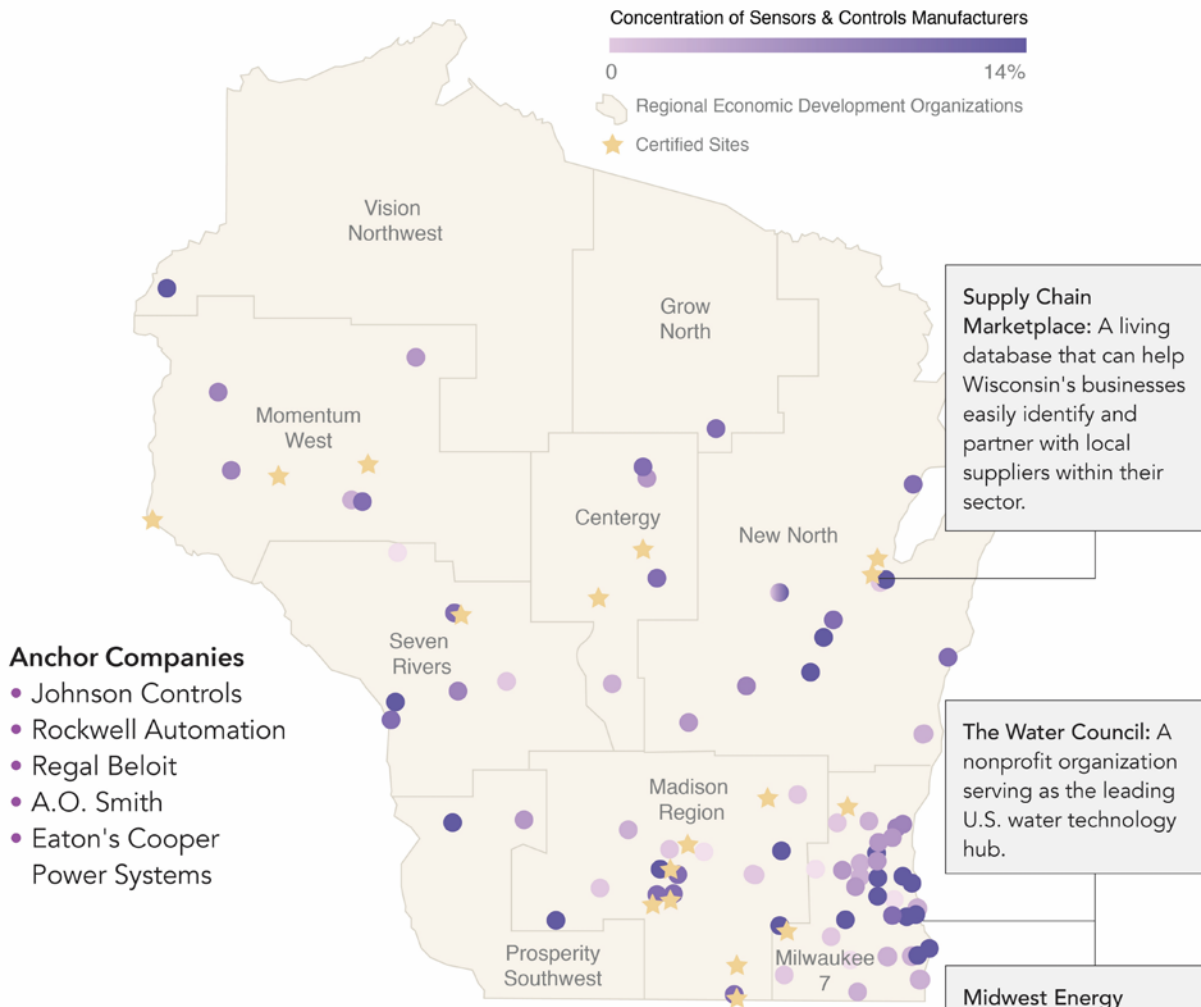 Concentration of Sensors & Controls Manufacturers
0
14%
Regional Economic Development Organizations
Certified Sites
Vision
Northwest
Grow
North
Momentum
West
Centergy
New North
Seven
Rivers
Madison
Region
Prosperity
Southwest
Milwaukee
7
Supply Chain
Marketplace: A living
database that can help
Wisconsin's businesses
easily identify and
partner with local
suppliers within their
sector.
Anchor Companies
• Johnson Controls
• Rockwell Automation
• Regal Beloit
• A.O. Smith
• Eaton's Cooper
Power Systems
The Water Council: A
nonprofit organization
serving as the leading
U.S. water technology
hub.
Midwest Energy